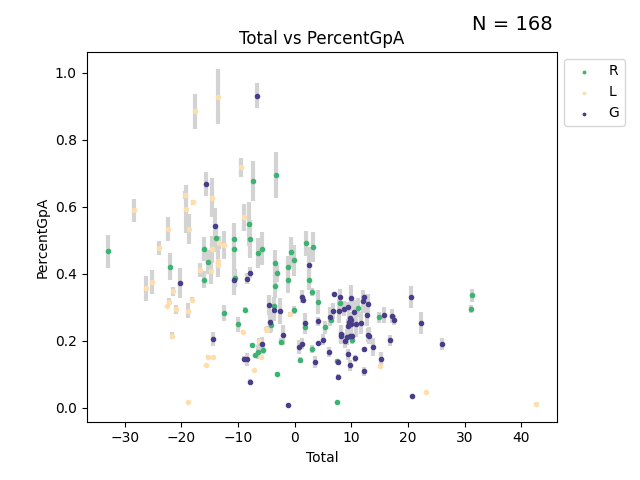 N = 168
Total vs PercentGpA
R
L
G
PercentGpA
1.0
0.8
0.6
0.4
0.2
0.0
−30 −20 −10 0 10 20 30 40
Total